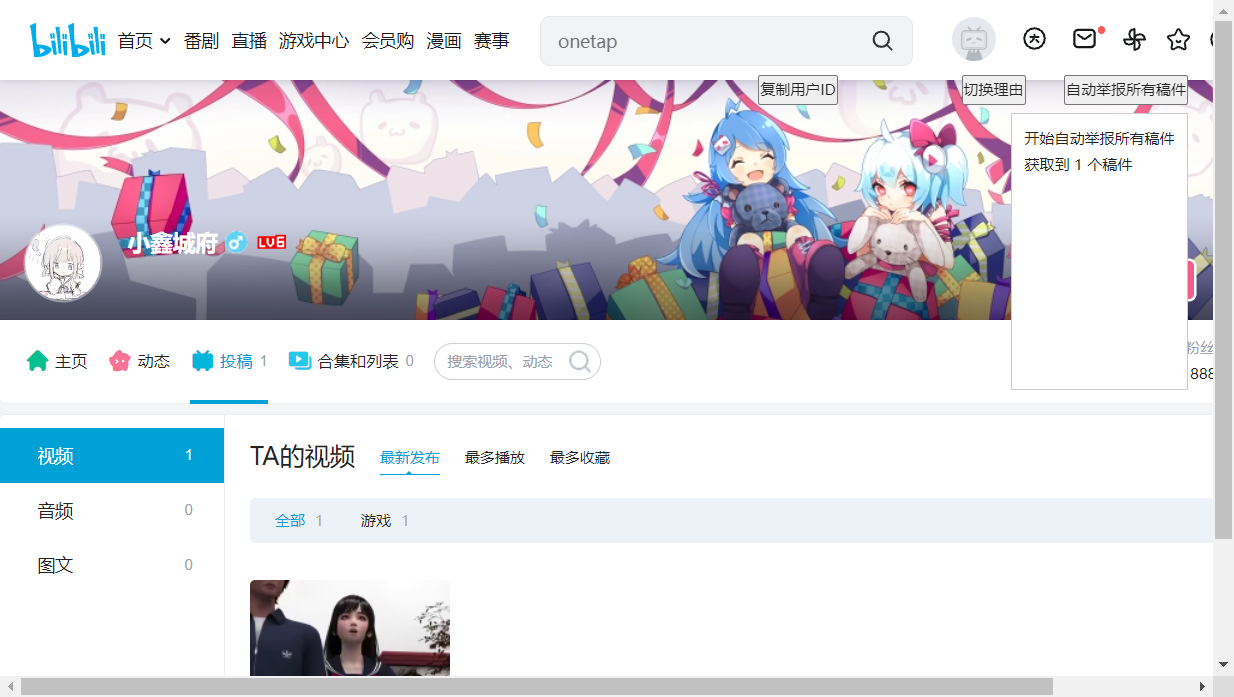 bilibili 首页 番剧 直播 游戏中心 会员购 漫画 赛事 onetap
复制用户ID 切换理由 自动举报所有稿件
开始自动举报所有稿件
获取到 1 个稿件
小鑫城府 LV6
主页 动态 投稿 1 合集和列表 0 搜索视频、动态
粉丝
888
视频 1
音频 0
图文 0
TA的视频 最新发布 最多播放 最多收藏
全部 1 游戏 1